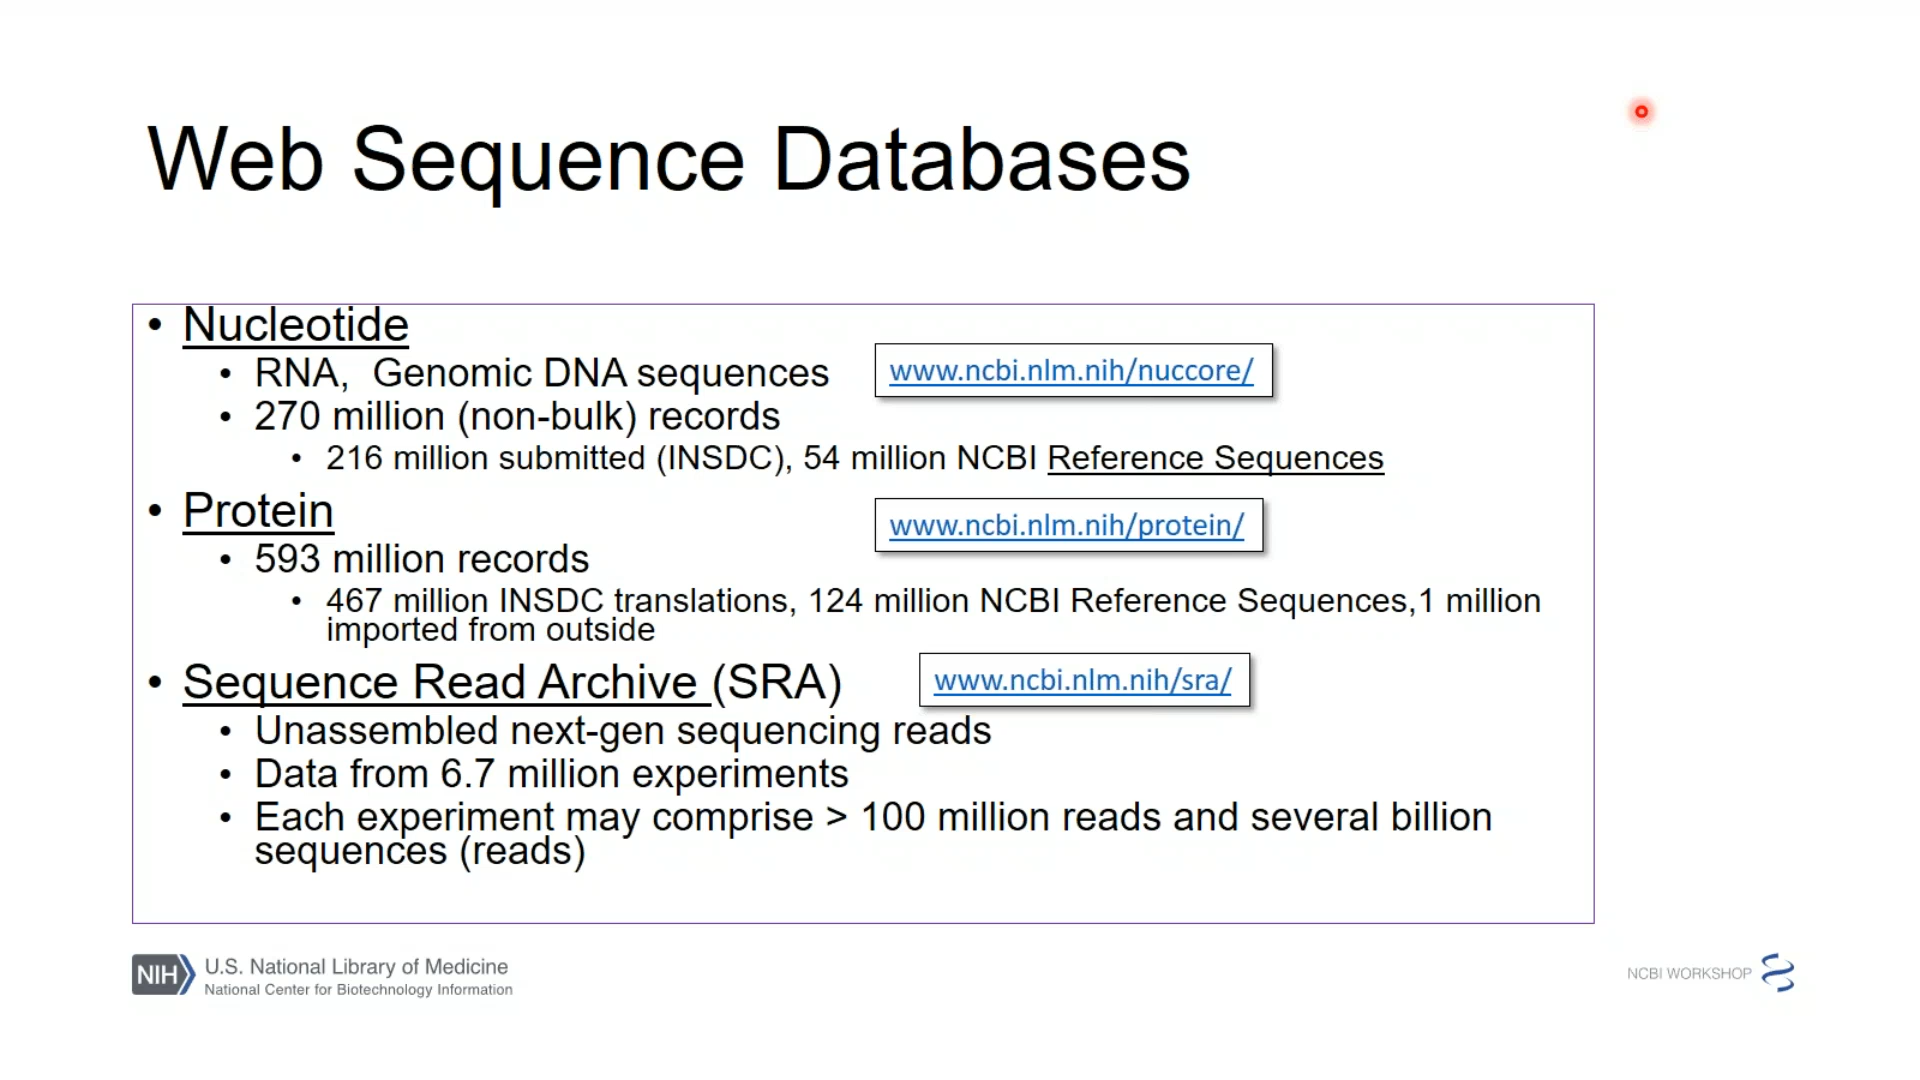 Web Sequence Databases
• Nucleotide
• RNA,  Genomic DNA sequences
www.ncbi.nlm.nih/nuccore/
• 270 million (non-bulk) records
• 216 million submitted (INSDC), 54 million NCBI Reference Sequences
• Protein
www.ncbi.nlm.nih/protein/
• 593 million records
• 467 million INSDC translations, 124 million NCBI Reference Sequences,1 million
imported from outside
• Sequence Read Archive (SRA)
www.ncbi.nlm.nih/sra/
• Unassembled next-gen sequencing reads
• Data from 6.7 million experiments
• Each experiment may comprise > 100 million reads and several billion
sequences (reads)
NIH
U.S. National Library of Medicine
National Center for Biotechnology Information
NCBI WORKSHOP